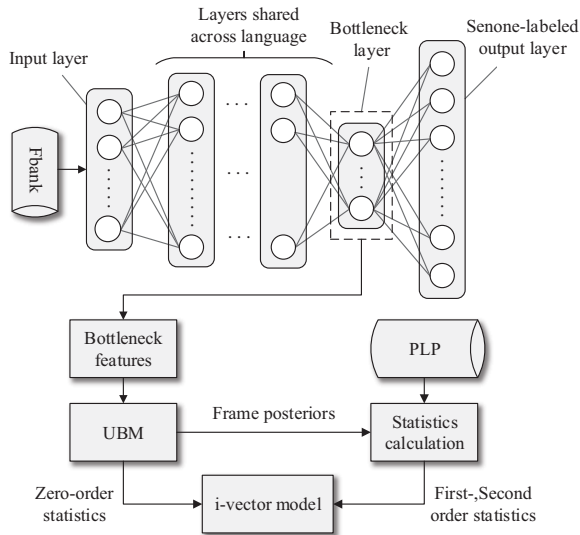 Layers shared
across language
Bottleneck
layer
Senone-labeled
output layer
Input layer
Fbank
Bottleneck
features
PLP
UBM
Frame posteriors
Statistics
calculation
Zero-order
statistics
i-vector model
First-,Second
order statistics